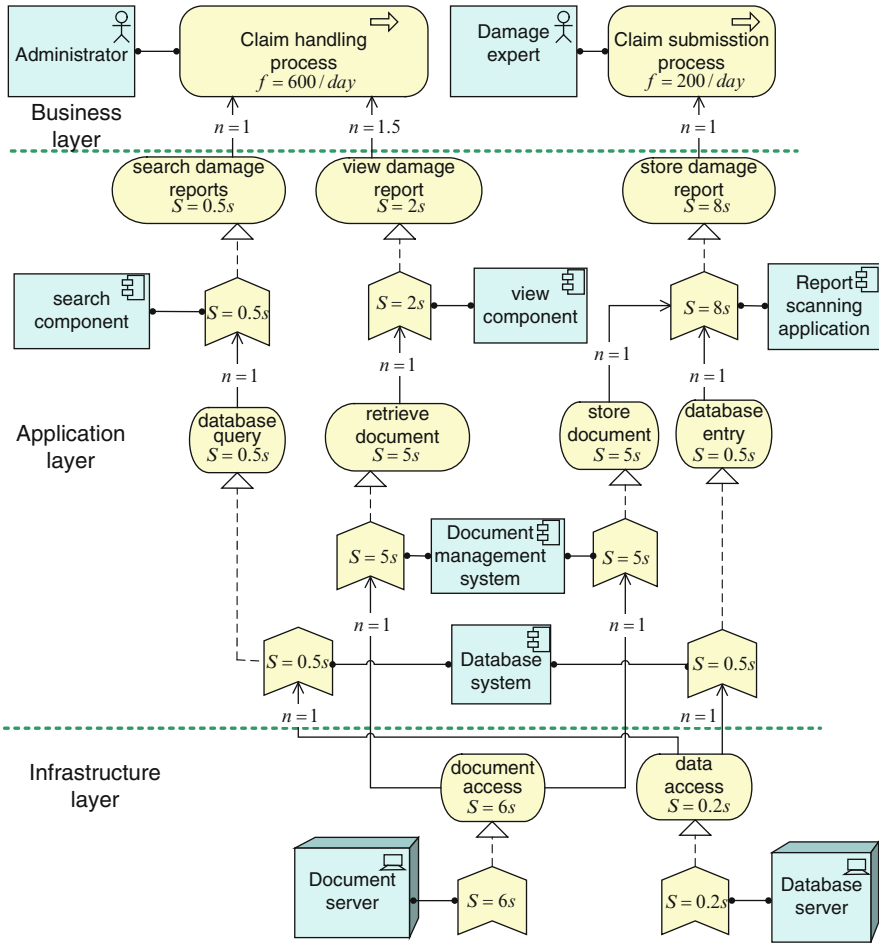 Administrator
Claim handling
process
f = 600 / day
Damage
expert
Claim submisstion
process
f = 200 / day
Business
layer
n = 1
n = 1.5
n = 1
search damage
reports
S = 0.5s
view damage
report
S = 2s
store damage
report
S = 8s
search
component
S = 0.5s
S = 2s
view
component
S = 8s
Report
scanning
application
n = 1
n = 1
n = 1
n = 1
Application
layer
database
query
S = 0.5s
retrieve
document
S = 5s
store
document
S = 5s
database
entry
S = 0.5s
S = 5s
Document
management
system
S = 5s
n = 1
n = 1
S = 0.5s
Database
system
S = 0.5s
n = 1
n = 1
Infrastructure
layer
document
access
S = 6s
data
access
S = 0.2s
Document
server
S = 6s
S = 0.2s
Database
server